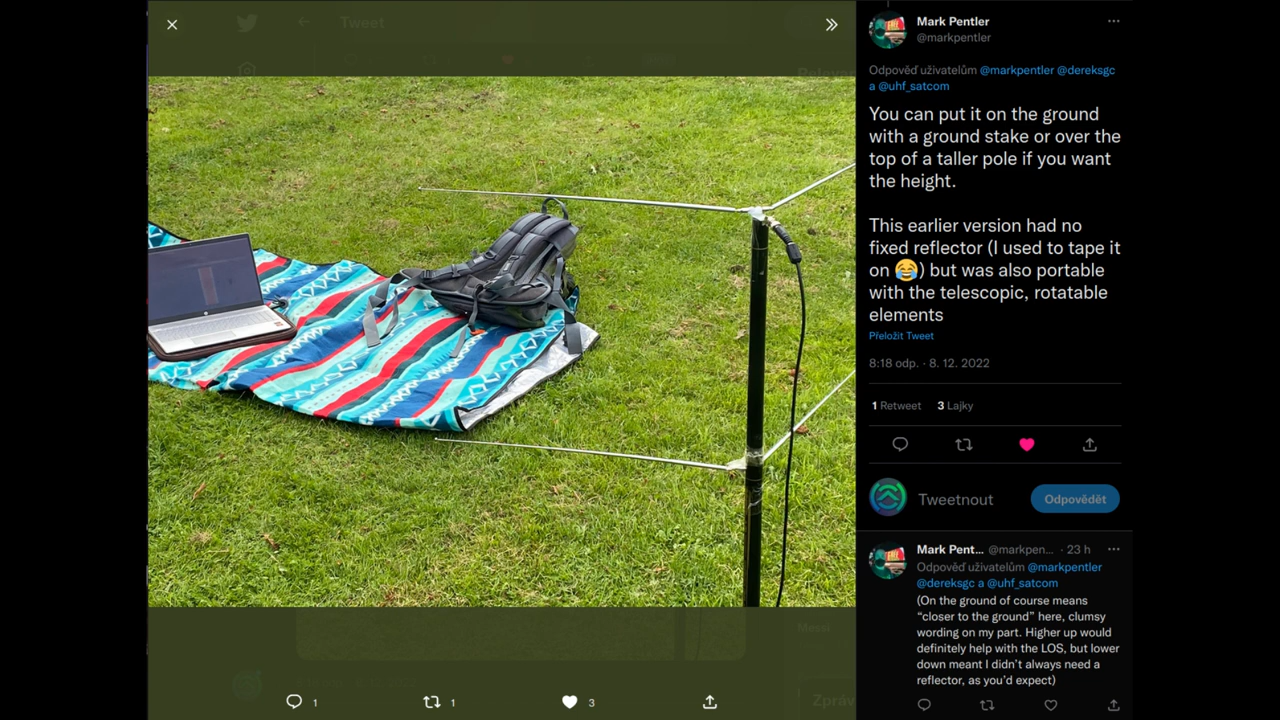 Tweet
Mark Pentler
@markpentler
Odpověď uživatelům @markpentler @dereksgc
a @uhf_satcom
You can put it on the ground
with a ground stake or over the
top of a taller pole if you want
the height.
This earlier version had no
fixed reflector (I used to tape it
on 😂) but was also portable
with the telescopic, rotatable
elements
Přeložit Tweet
8:18 odp. · 8. 12. 2022
1 Retweet 3 Lajky
Tweetnout
Odpovědět
Mark Pent... @markpen... · 23 h
Odpověď uživatelům @markpentler
@dereksgc a @uhf_satcom
(On the ground of course means
“closer to the ground” here, clumsy
wording on my part. Higher up would
definitely help with the LOS, but lower
down meant I didn’t always need a
reflector, as you’d expect)
1
1
3
Zpráv